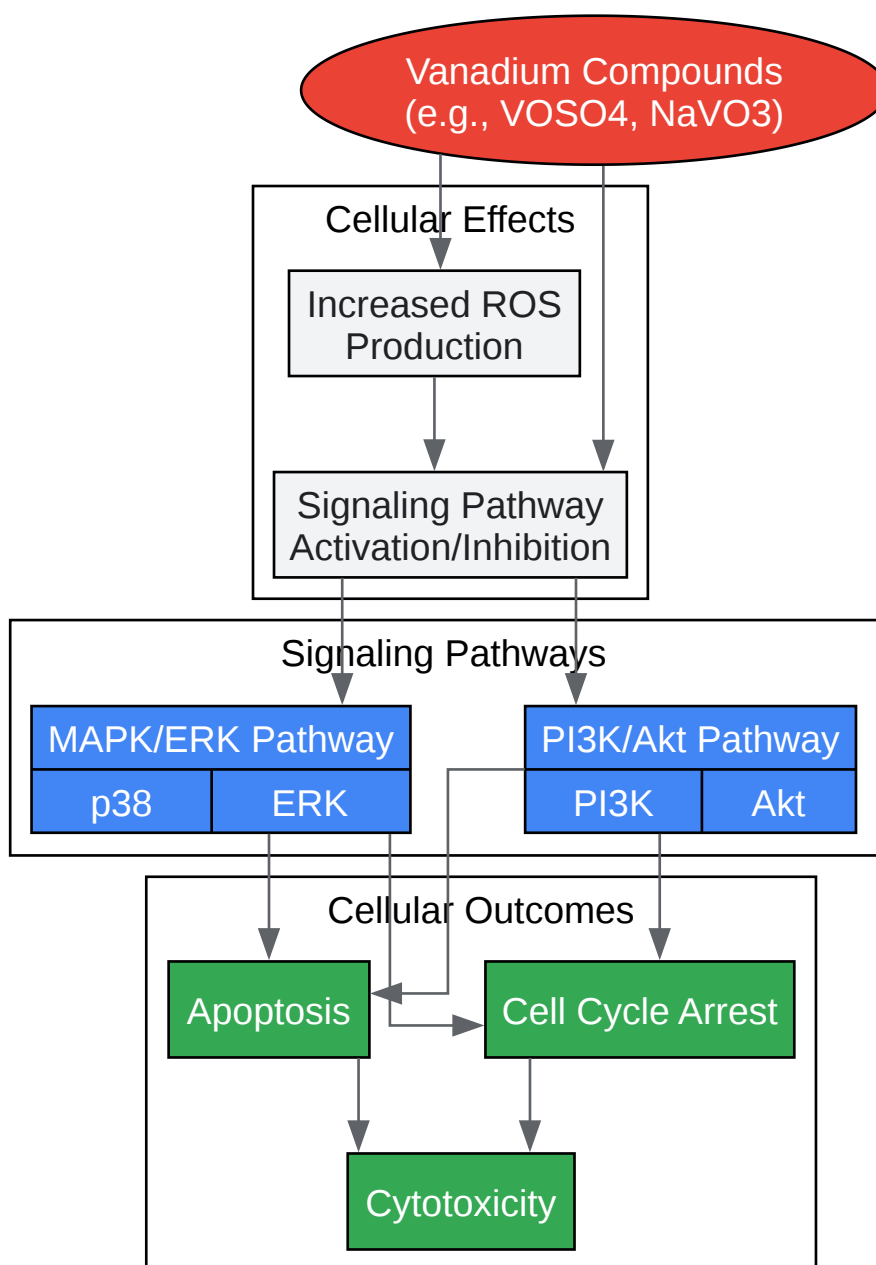 Vanadium Compounds
(e.g., VOSO4, NaVO3)
Cellular Effects
Increased ROS
Production
Signaling Pathway
Activation/Inhibition
Signaling Pathways
MAPK/ERK Pathway
p38
ERK
PI3K/Akt Pathway
PI3K
Akt
Cellular Outcomes
Apoptosis
Cell Cycle Arrest
Cytotoxicity